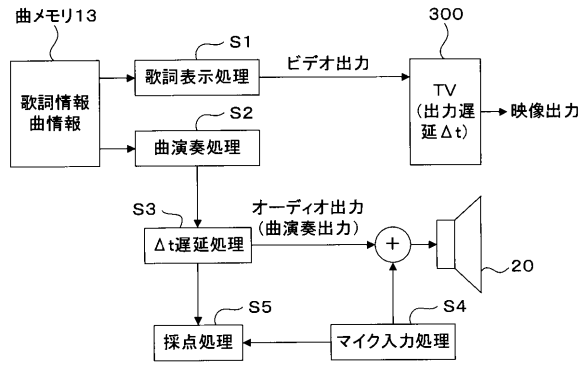 曲メモリ13
歌詞情報
曲情報
S1
歌詞表示処理
ビデオ出力
300
TV
(出力遅
延Δt)
映像出力
S2
曲演奏処理
S3
Δt遅延処理
オーディオ出力
(曲演奏出力)
+
20
S5
採点処理
S4
マイク入力処理